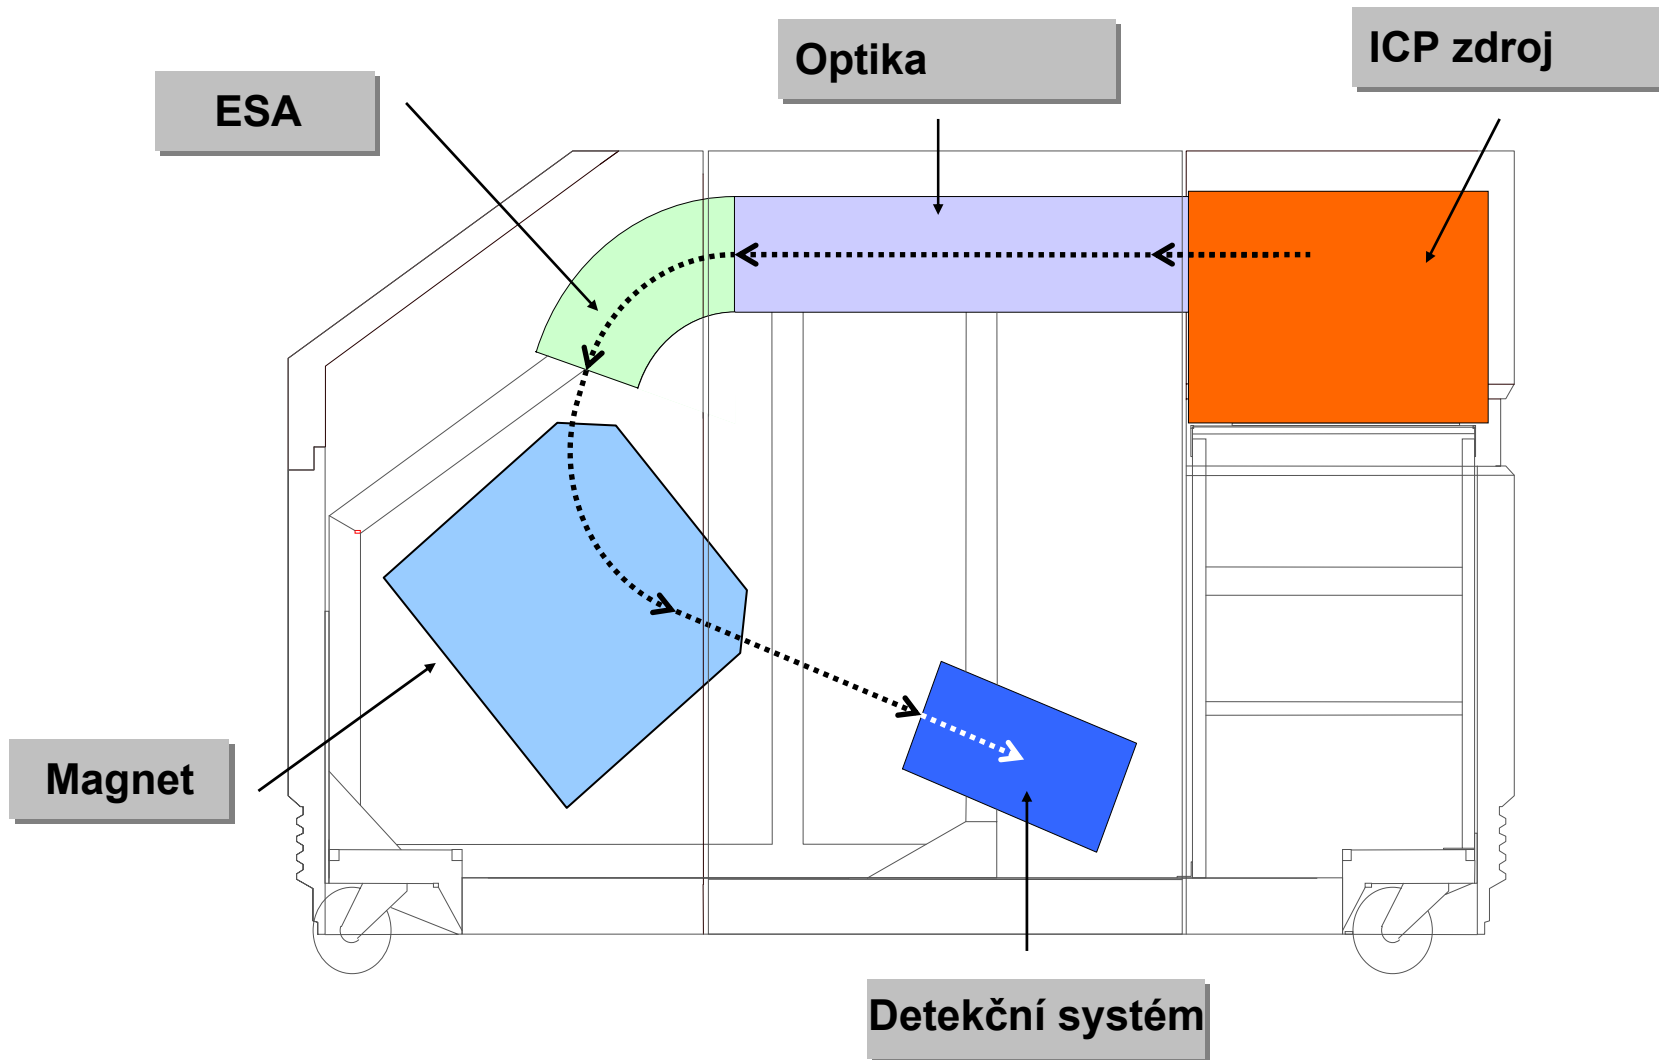 Optika
ICP zdroj
ESA
Magnet
Detekční systém